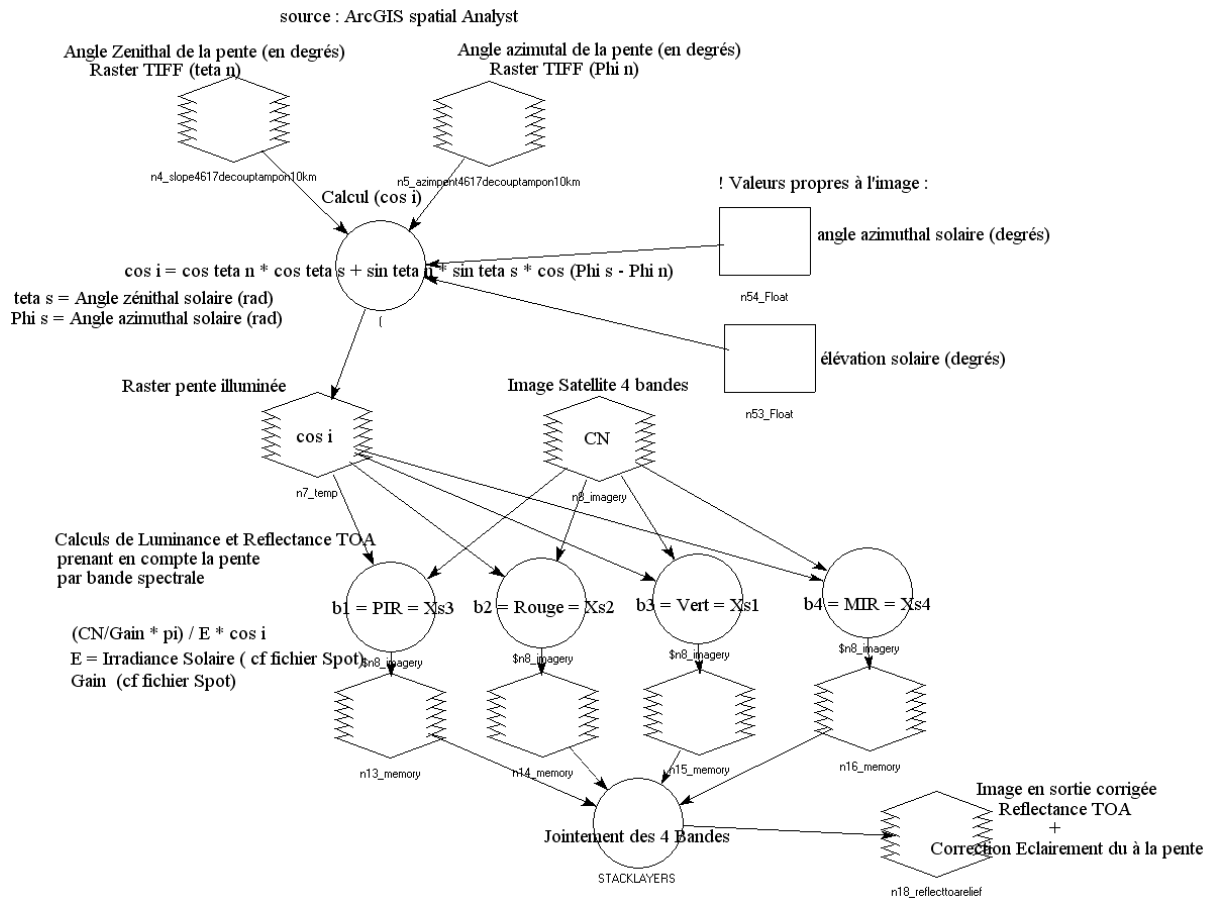 source : ArcGIS spatial Analyst
Angle Zenithal de la pente (en degrés)
Raster TIFF (teta n)
Angle azimutal de la pente (en degrés)
Raster TIFF (Phi n)
n4_slope4617decouptampon10km
n5_azimpent4617decouptampon10km
Calcul (cos i)
! Valeurs propres à l'image :
angle azimuthal solaire (degrés)
cos i = cos teta n * cos teta s + sin teta n * sin teta s * cos (Phi s - Phi n)
n54_Float
teta s = Angle zénithal solaire (rad)
Phi s = Angle azimuthal solaire (rad)
(
élévation solaire (degrés)
n53_Float
Raster pente illuminée
Image Satellite 4 bandes
cos i
CN
n7_temp
n8_imagery
Calculs de Luminance et Reflectance TOA
prenant en compte la pente
par bande spectrale
b1 = PIR = Xs3
b2 = Rouge = Xs2
b3 = Vert = Xs1
b4 = MIR = Xs4
(CN/Gain * pi) / E * cos i
E = Irradiance Solaire ( cf fichier Spot)
Gain (cf fichier Spot)
$n8_imagery
$n8_imagery
$n8_imagery
$n8_imagery
n13_memory
n14_memory
n15_memory
n16_memory
Jointement des 4 Bandes
STACKLAYERS
Image en sortie corrigée
Reflectance TOA
+
Correction Eclairement du à la pente
n18_reflecttoarelief